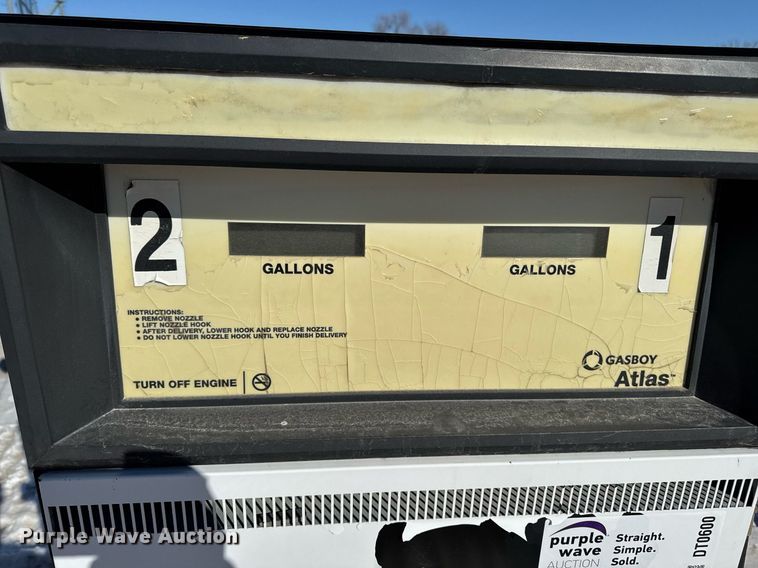 2
1
GALLONS
GALLONS
INSTRUCTIONS:
• REMOVE NOZZLE
• LIFT NOZZLE HOOK
• AFTER DELIVERY, LOWER HOOK AND REPLACE NOZZLE
• DO NOT LOWER NOZZLE HOOK UNTIL YOU FINISH DELIVERY
GASBOY
Atlas™
TURN OFF ENGINE
purple
wave
AUCTION
Straight.
Simple.
Sold.
DT0600
Purple Wave Auction